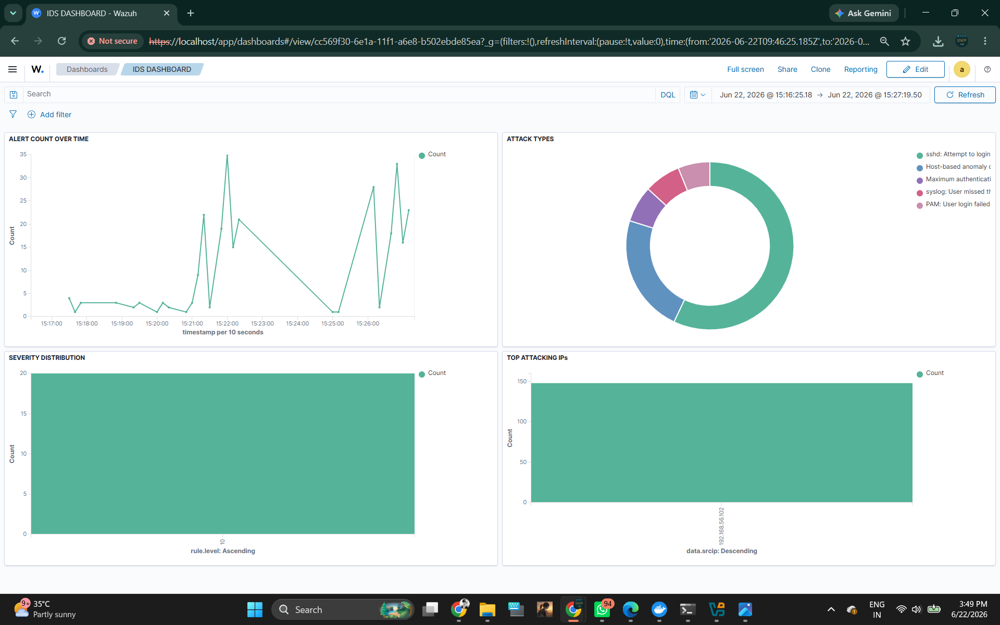 IDS DASHBOARD - Wazuh
Ask Gemini
Not secure
https://localhost/app/dashboards#/view/cc569f30-6e1a-11f1-a6e8-b502ebde85ea?_g=(filters:!(),refreshInterval:(pause:!t,value:0),time:(from:'2026-06-22T09:46:25.185Z',to:'2026-0...
ENFP
W.
Dashboards
IDS DASHBOARD
Full screen
Share
Clone
Reporting
Edit
a
Search
DQL
Jun 22, 2026 @ 15:16:25.18 → Jun 22, 2026 @ 15:27:19.50
Refresh
Add filter
ALERT COUNT OVER TIME
Count
35
30
25
20
15
10
5
0
Count
15:17:00 15:18:00 15:19:00 15:20:00 15:21:00 15:22:00 15:23:00 15:24:00 15:25:00 15:26:00
timestamp per 10 seconds
ATTACK TYPES
sshd: Attempt to login
Host-based anomaly
Maximum authenticati
syslog: User missed th
PAM: User login failed
SEVERITY DISTRIBUTION
Count
20
15
10
5
0
Count
10
rule.level: Ascending
TOP ATTACKING IPs
Count
150
100
50
0
Count
192.168.56.102
data.srcip: Descending
9+
35°C
Partly sunny
Search
ENFP
94
ENG
IN
3:49 PM
6/22/2026